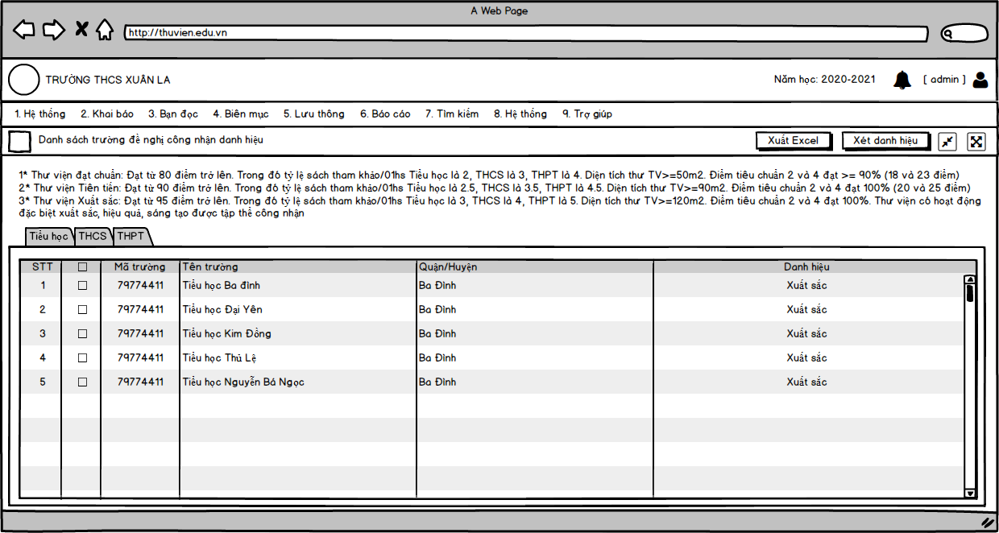 A Web Page
http://thuvien.edu.vn
TRƯỜNG THCS XUÂN LA
Năm học: 2020-2021
[ admin ]
1. Hệ thống 2. Khai báo 3. Bạn đọc 4. Biên mục 5. Lưu thông 6. Báo cáo 7. Tìm kiếm 8. Hệ thống 9. Trợ giúp
Danh sách trường đề nghị công nhận danh hiệu
Xuất Excel
Xét danh hiệu
1* Thư viện đạt chuẩn: Đạt từ 80 điểm trở lên. Trong đó tỷ lệ sách tham khảo/01hs Tiểu học là 2, THCS là 3, THPT là 4. Diện tích thư TV>=50m2. Điểm tiêu chuẩn 2 và 4 đạt >= 90% (18 và 23 điểm)
2* Thư viện Tiên tiến: Đạt từ 90 điểm trở lên. Trong đó tỷ lệ sách tham khảo/01hs Tiểu học là 2.5, THCS là 3.5, THPT là 4.5. Diện tích thư TV>=90m2. Điểm tiêu chuẩn 2 và 4 đạt 100% (20 và 25 điểm)
3* Thư viện Xuất sắc: Đạt từ 95 điểm trở lên. Trong đó tỷ lệ sách tham khảo/01hs Tiểu học là 3, THCS là 4, THPT là 5. Diện tích thư TV>=120m2. Điểm tiêu chuẩn 2 và 4 đạt 100%. Thư viện có hoạt động
đặc biệt xuất sắc, hiệu quả, sáng tạo được tập thể công nhận
Tiểu học THCS THPT
STT Mã trường Tên trường Quận/Huyện Danh hiệu
1 79774411 Tiểu học Ba đình Ba Đình Xuất sắc
2 79774411 Tiểu học Đại Yên Ba Đình Xuất sắc
3 79774411 Tiểu học Kim Đồng Ba Đình Xuất sắc
4 79774411 Tiểu học Thủ Lệ Ba Đình Xuất sắc
5 79774411 Tiểu học Nguyễn Bá Ngọc Ba Đình Xuất sắc